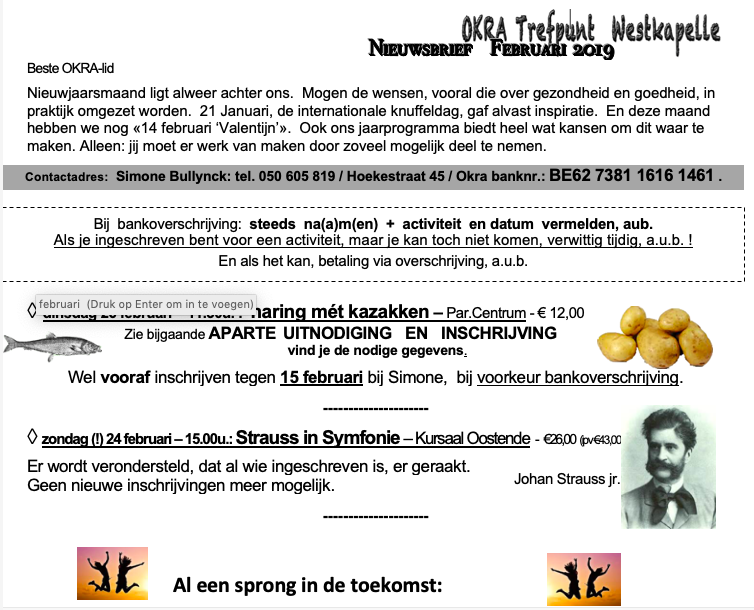 OKRA Trefpunt Westkapelle
Nieuwsbrief Februari 2019
Beste OKRA-lid
Nieuwjaarsmaand ligt alweer achter ons. Mogen de wensen, vooral die over gezondheid en goedheid, in
praktijk omgezet worden. 21 Januari, de internationale knuffeldag, gaf alvast inspiratie. En deze maand
hebben we nog «14 februari ‘Valentijn’». Ook ons jaarprogramma biedt heel wat kansen om dit waar te
maken. Alleen: jij moet er werk van maken door zoveel mogelijk deel te nemen.
Contactadres: Simone Bullynck: tel. 050 605 819 / Hoekestraat 45 / Okra banknr.: BE62 7381 1616 1461 .
Bij bankoverschrijving: steeds na(a)m(en) + activiteit en datum vermelden, aub.
Als je ingeschreven bent voor een activiteit, maar je kan toch niet komen, verwittig tijdig, a.u.b. !
En als het kan, betaling via overschrijving, a.u.b.
februari (Druk op Enter om in te voegen)
◊ haring mét kazakken – Par.Centrum - € 12,00
Zie bijgaande APARTE UITNODIGING EN INSCHRIJVING
vind je de nodige gegevens.
Wel vooraf inschrijven tegen 15 februari bij Simone, bij voorkeur bankoverschrijving.
---------------------
◊ zondag (!) 24 februari – 15.00u.: Strauss in Symfonie – Kursaal Oostende - €26,00 (ipv €43,00
Er wordt verondersteld, dat al wie ingeschreven is, er geraakt.
Geen nieuwe inschrijvingen meer mogelijk.
Johan Strauss jr.
---------------------
Al een sprong in de toekomst: